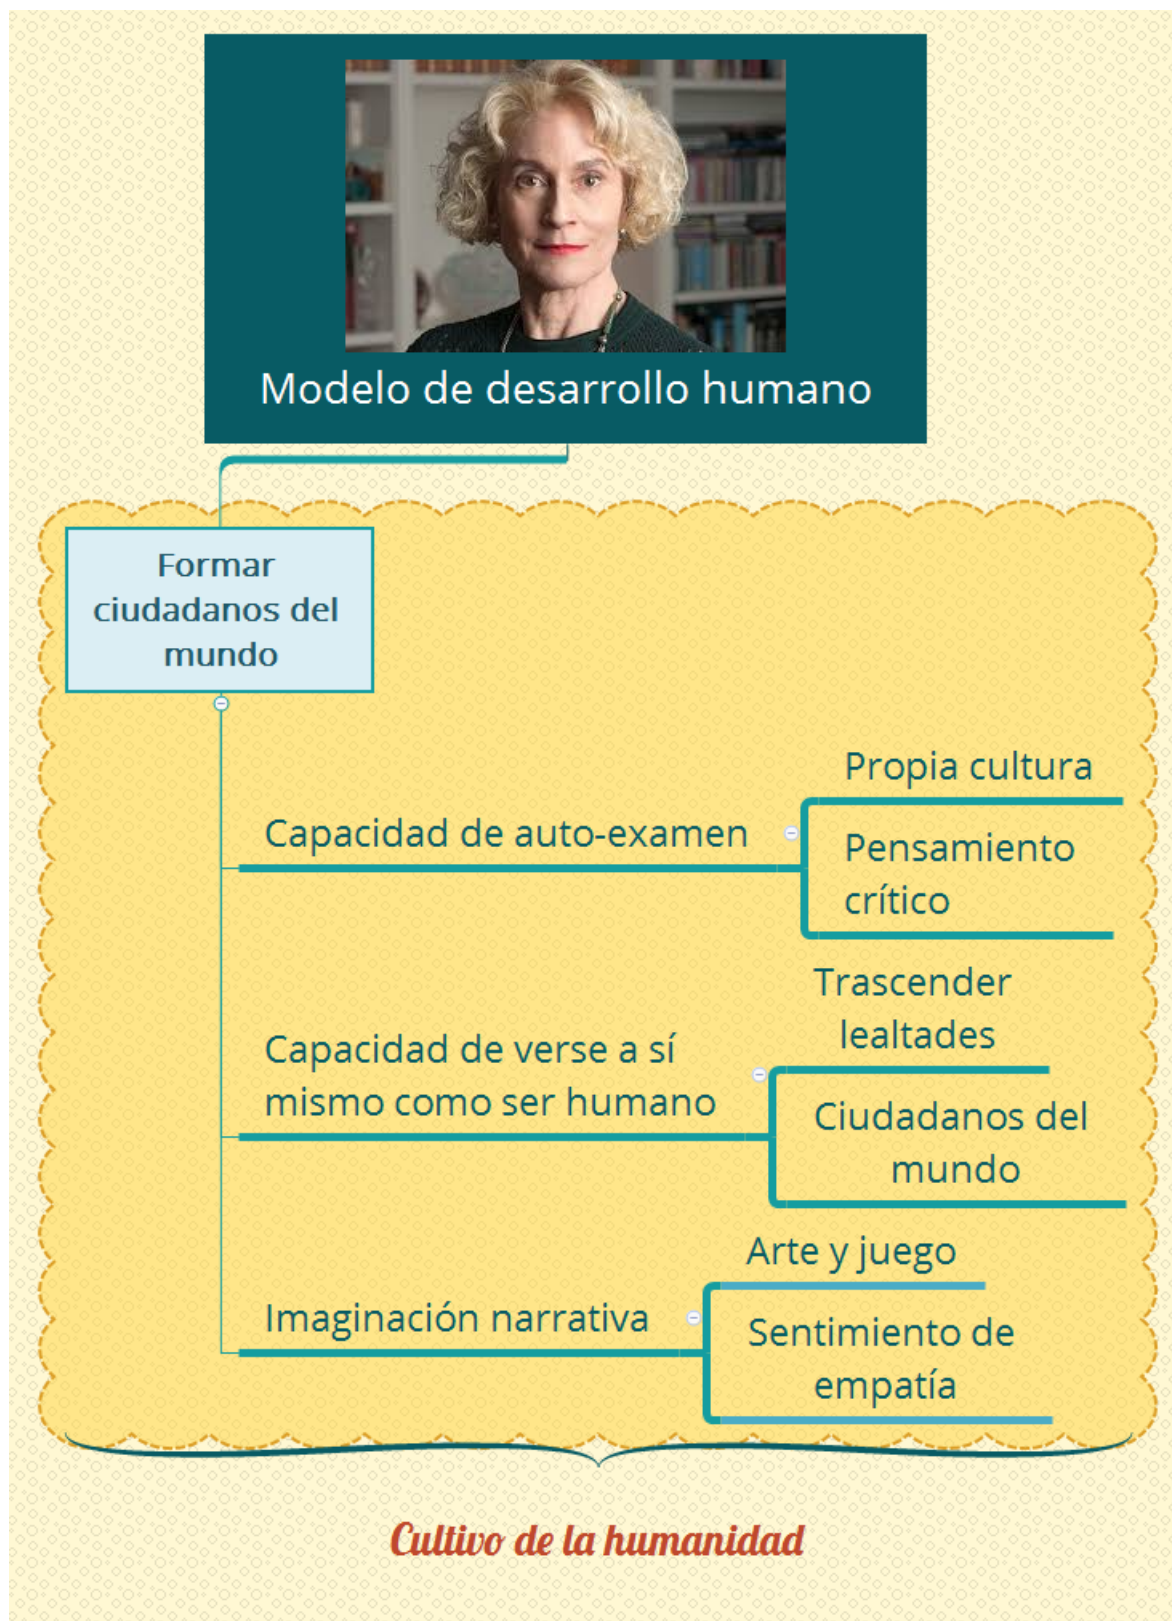 Modelo de desarrollo humano
Formar
ciudadanos del
mundo
Capacidad de auto-examen
Propia cultura
Pensamiento
crítico
Capacidad de verse a sí
mismo como ser humano
Trascender
lealtades
Ciudadanos del
mundo
Imaginación narrativa
Arte y juego
Sentimiento de
empatía
Cultivo de la humanidad